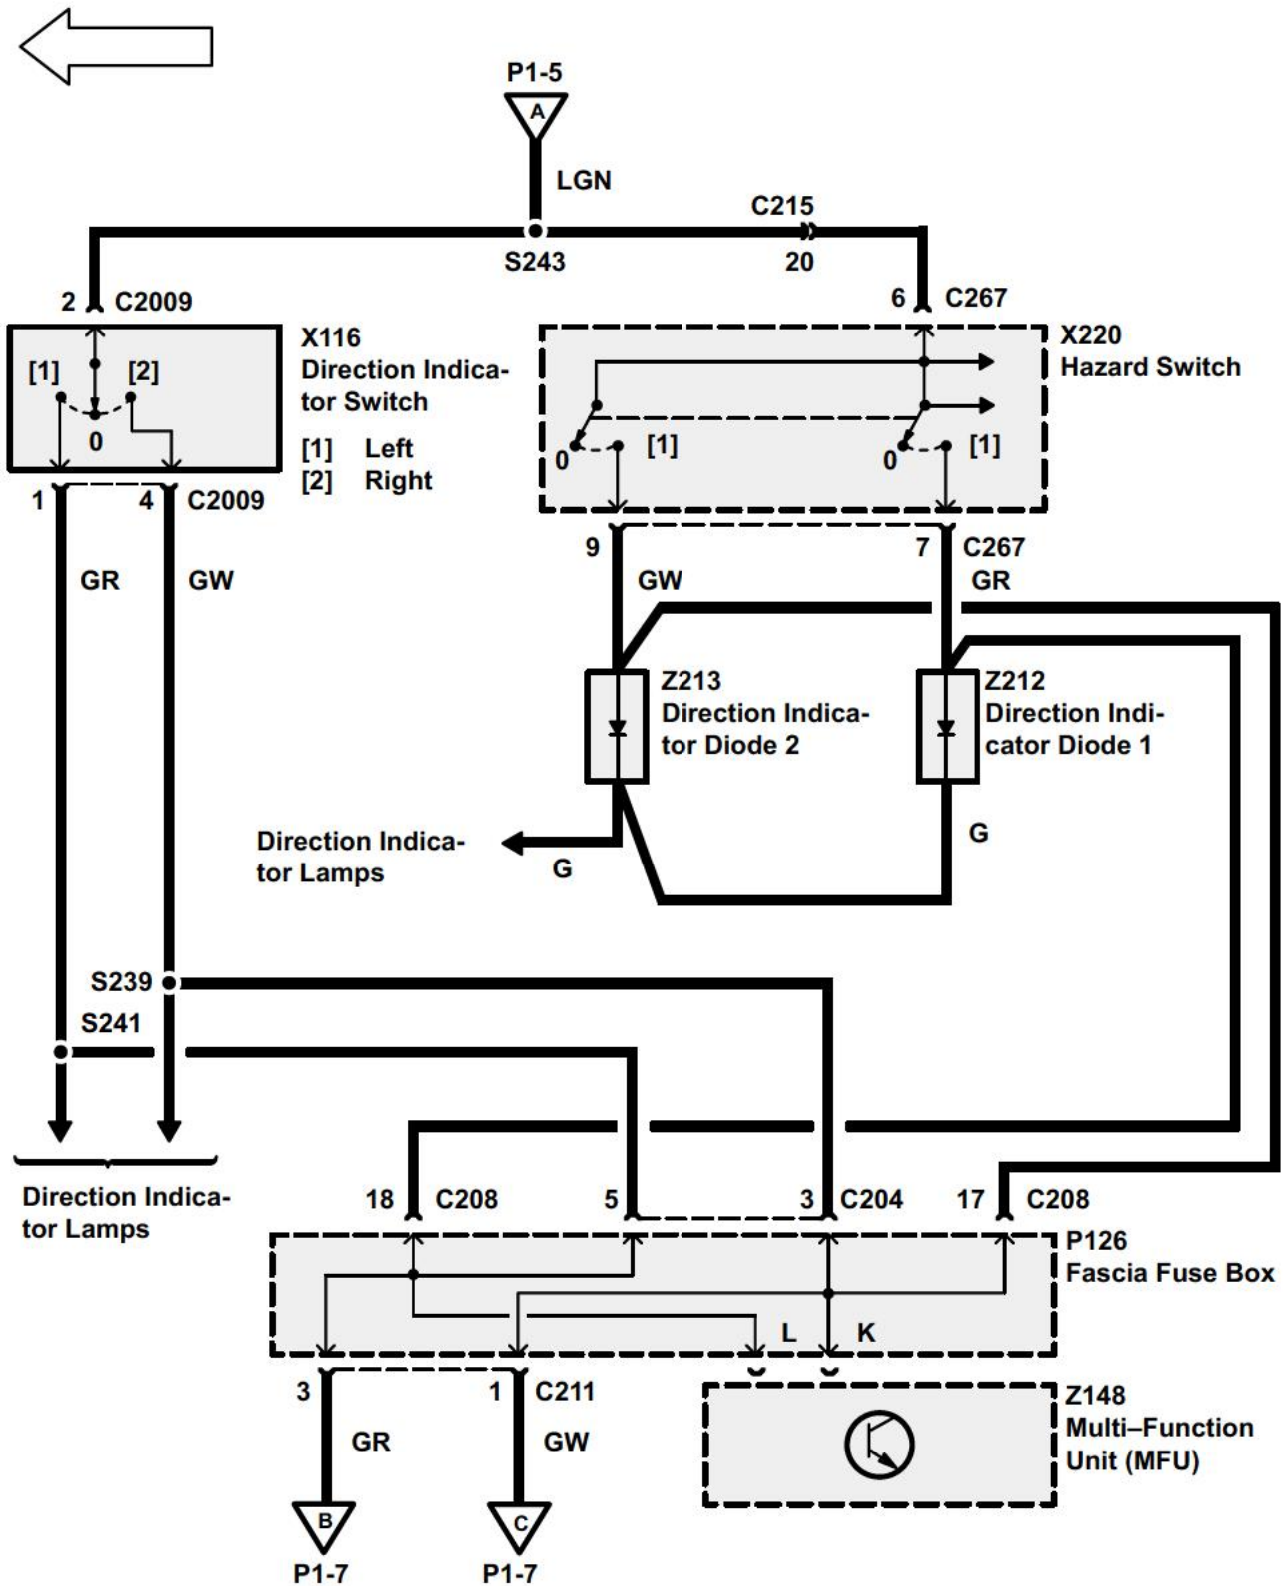 P1-5
A
LGN
C215
S243
20
2 C2009
6 C267
X116
Direction Indica-
tor Switch
[1] Left
[2] Right
[1] [2]
0
X220
Hazard Switch
0 [1]
0 [1]
1 4 C2009
9 7 C267
GR GW
GW GR
Z213
Direction Indica-
tor Diode 2
Z212
Direction Indi-
cator Diode 1
Direction Indica-
tor Lamps
G
G
S239
S241
Direction Indica-
tor Lamps
18 C208 5 3 C204 17 C208
P126
Fascia Fuse Box
L K
3 1 C211
Z148
Multi–Function
Unit (MFU)
GR GW
B C
P1-7 P1-7